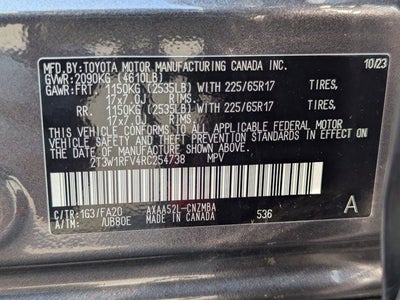 MFD. BY: TOYOTA MOTOR MANUFACTURING CANADA INC. 10/23
GVWR: 2090KG (4610LB)
GAWR: FRT. 1150KG (2535LB) WITH 225/65R17 TIRES,
17x7.0J RIMS.
RR. 1150KG (2535LB) WITH 225/65R17 TIRES,
17x7.0J RIMS.
THIS VEHICLE CONFORMS TO ALL APPLICABLE FEDERAL MOTOR
VEHICLE SAFETY, BUMPER, AND THEFT PREVENTION STANDARDS IN
EFFECT ON THE DATE OF MANUFACTURE SHOWN ABOVE.
2T3W1RFV4RC254738 MPV
C/TR: 1G3/FA20 AXAA52L-CNZMBA
A/TM: /UB80E MADE IN CANADA 536 A